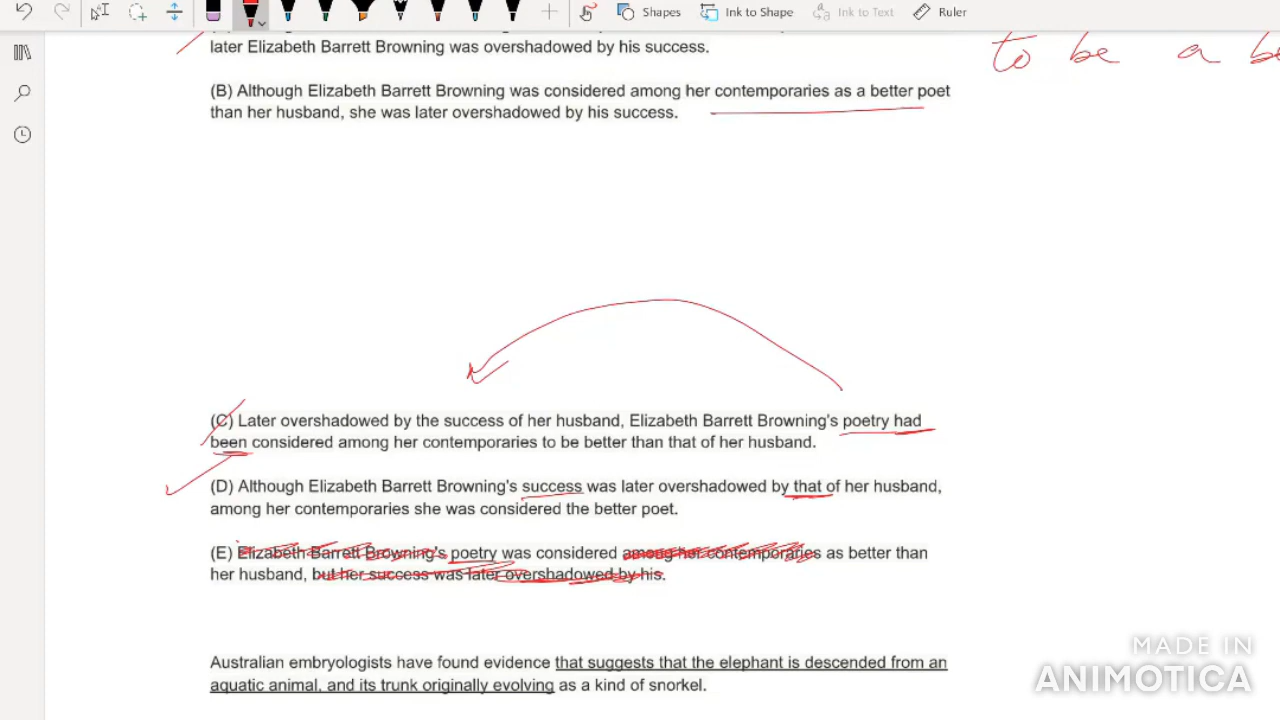 Shapes
Ink to Shape
Ink to Text
Ruler
later Elizabeth Barrett Browning was overshadowed by his success.
to be a be
(B) Although Elizabeth Barrett Browning was considered among her contemporaries as a better poet
than her husband, she was later overshadowed by his success.
(C) Later overshadowed by the success of her husband, Elizabeth Barrett Browning's poetry had
been considered among her contemporaries to be better than that of her husband.
(D) Although Elizabeth Barrett Browning's success was later overshadowed by that of her husband,
among her contemporaries she was considered the better poet.
(E) Elizabeth Barrett Browning's poetry was considered among her contemporaries as better than
her husband, but her success was later overshadowed by his.
Australian embryologists have found evidence that suggests that the elephant is descended from an
aquatic animal, and its trunk originally evolving as a kind of snorkel.
MADE IN
ANIMOTICA